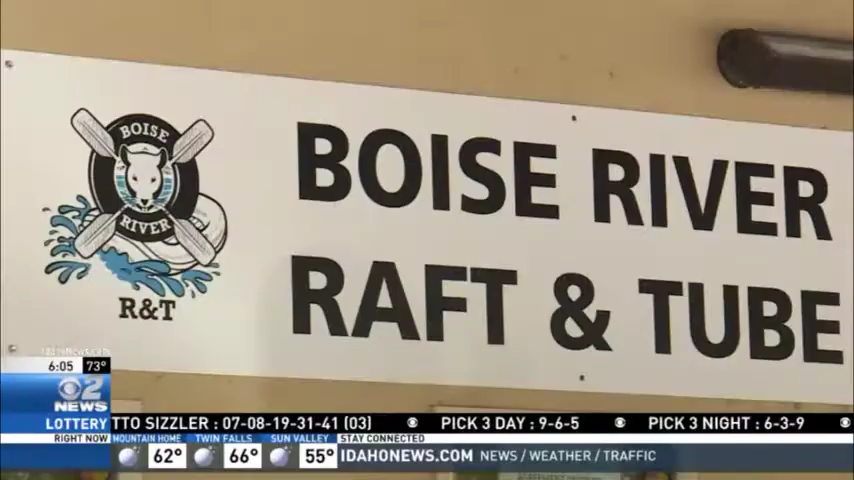 BOISE
RIVER
R&T
BOISE RIVER
RAFT & TUBE
idahonews.com
6:05 73°
2
NEWS
LOTTERY TTO SIZZLER : 07-08-19-31-41 [03] PICK 3 DAY : 9-6-5 PICK 3 NIGHT : 6-3-9
RIGHT NOW MOUNTAIN HOME TWIN FALLS SUN VALLEY STAY CONNECTED
62° 66° 55° IDAHONEWS.COM NEWS / WEATHER / TRAFFIC